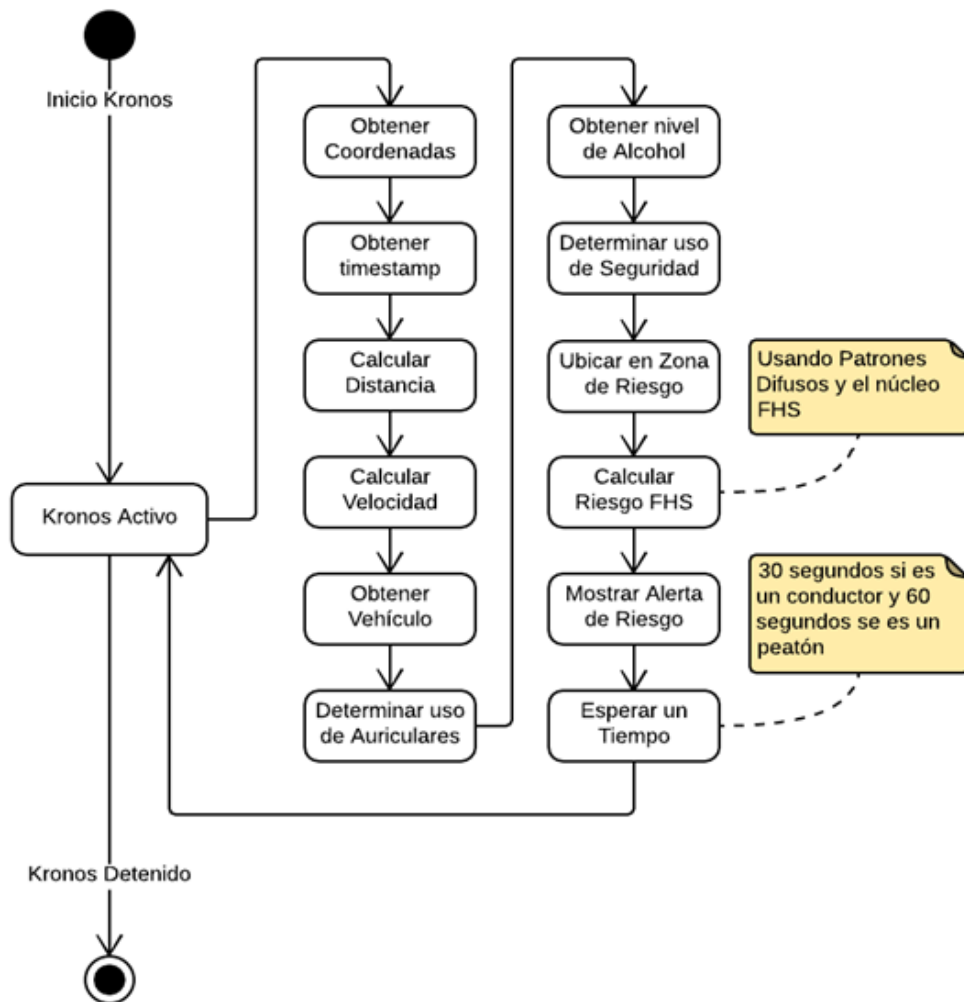 Inicio Kronos
Kronos Activo
Kronos Detenido
Obtener
Coordenadas
Obtener
timestamp
Calcular
Distancia
Calcular
Velocidad
Obtener
Vehículo
Determinar uso
de Auriculares
Obtener nivel
de Alcohol
Determinar uso
de Seguridad
Ubicar en Zona
de Riesgo
Calcular
Riesgo FHS
Mostrar Alerta
de Riesgo
Esperar un
Tiempo
Usando Patrones
Difusos y el núcleo
FHS
30 segundos si es
un conductor y 60
segundos se es un
peatón